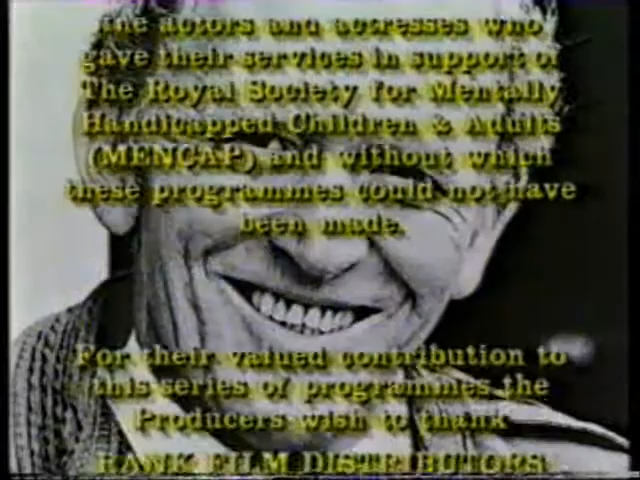 the actors and actresses who
gave their services in support of
The Royal Society for Mentally
Handicapped Children & Adults
(MENCAP) and without which
these programmes could not have
been made.
For their valued contribution to
this series of programmes the
Producers wish to thank
RANK FILM DISTRIBUTORS